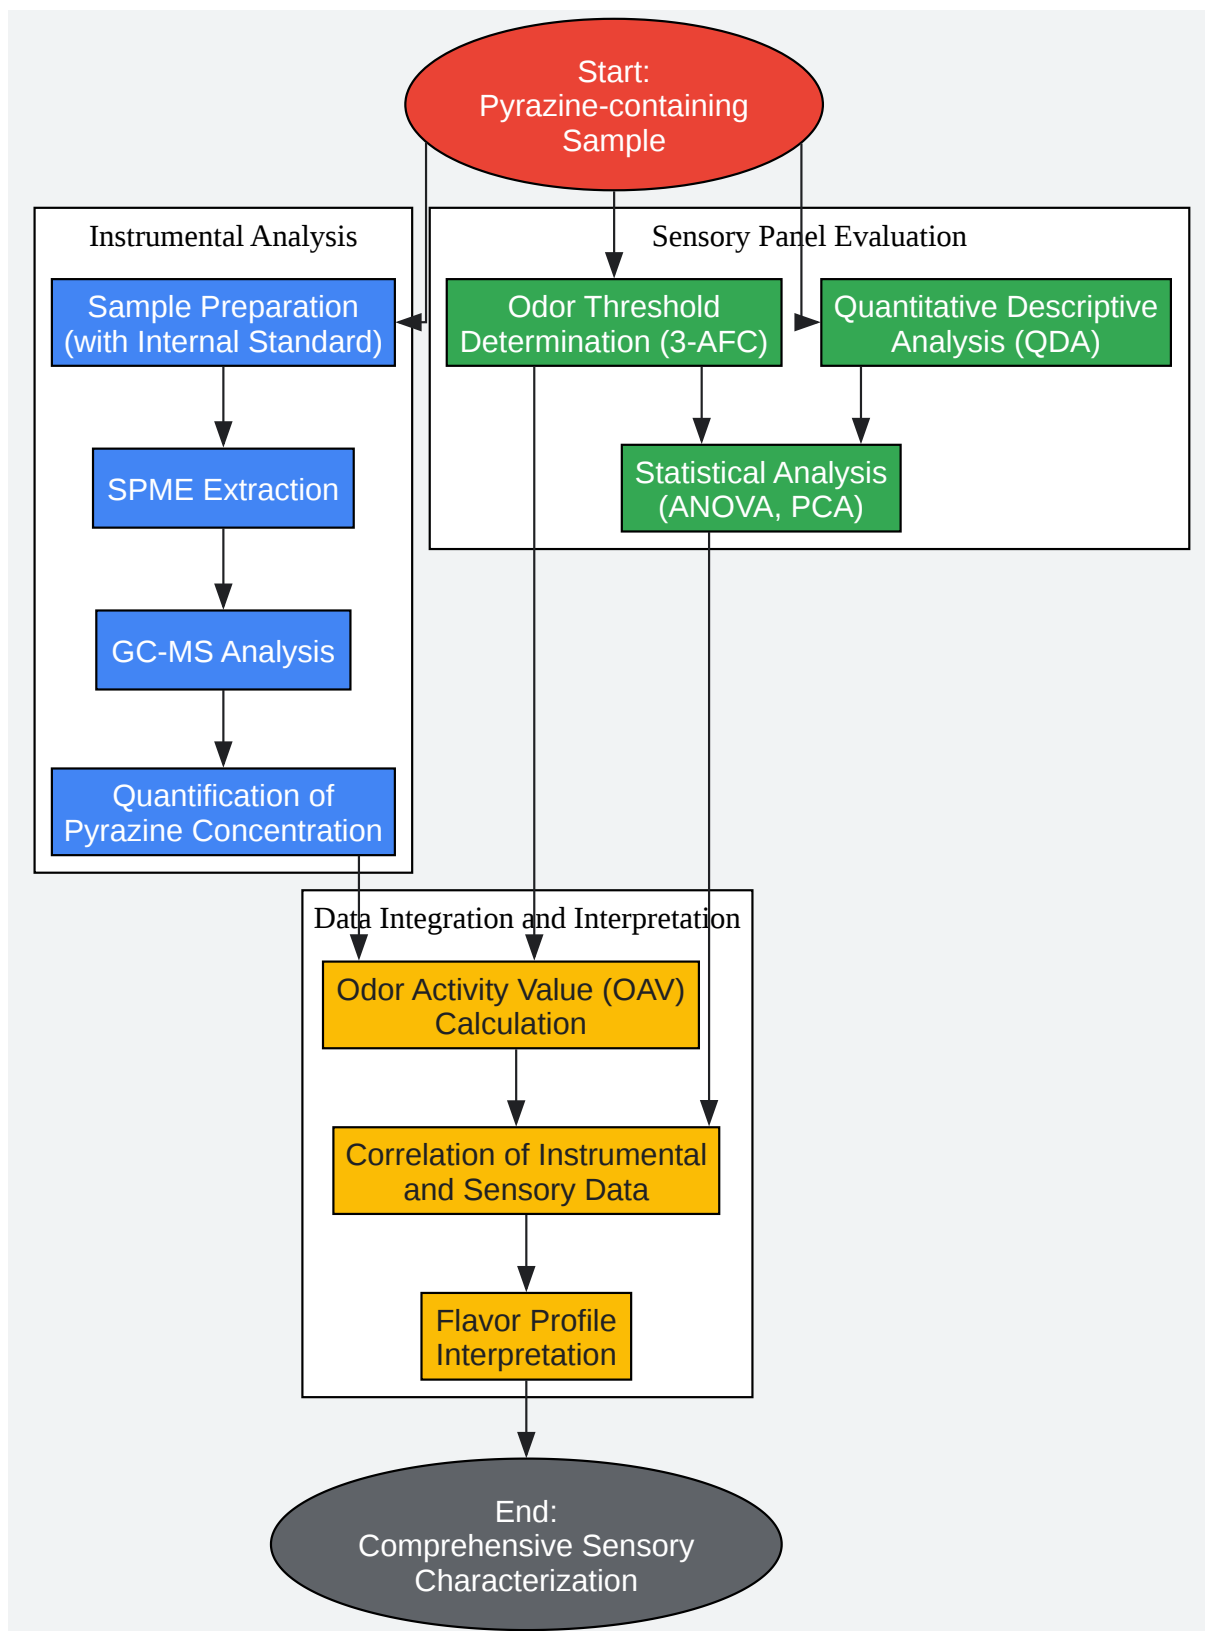 Start:
Pyrazine-containing
Sample
Instrumental Analysis
Sample Preparation
(with Internal Standard)
SPME Extraction
GC-MS Analysis
Quantification of
Pyrazine Concentration
Sensory Panel Evaluation
Odor Threshold
Determination (3-AFC)
Quantitative Descriptive
Analysis (QDA)
Statistical Analysis
(ANOVA, PCA)
Data Integration and Interpretation
Odor Activity Value (OAV)
Calculation
Correlation of Instrumental
and Sensory Data
Flavor Profile
Interpretation
End:
Comprehensive Sensory
Characterization